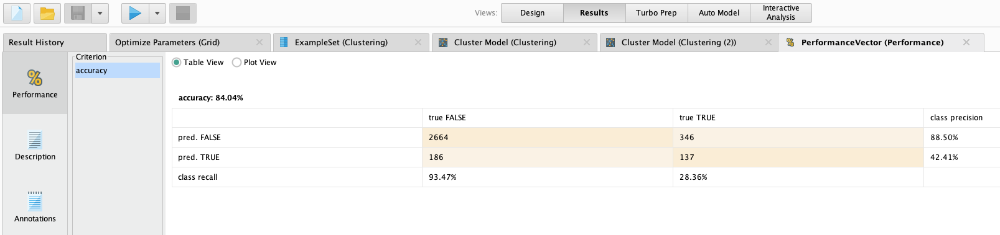 Views:
Design
Results
Turbo Prep
Auto Model
Interactive
Analysis
Result History
Optimize Parameters (Grid)
ExampleSet (Clustering)
Cluster Model (Clustering)
Cluster Model (Clustering (2))
PerformanceVector (Performance)
%
Performance
Description
Annotations
Criterion
accuracy
Table View
Plot View
accuracy: 84.04%
true FALSE true TRUE class precision
pred. FALSE 2664 346 88.50%
pred. TRUE 186 137 42.41%
class recall 93.47% 28.36%